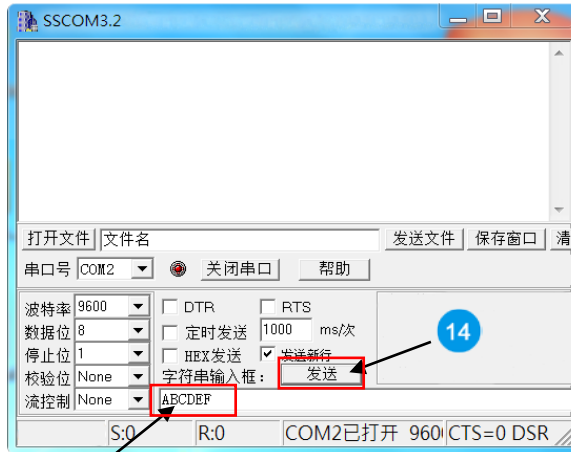 SSCOM3.2
打开文件 文件名 发送文件 保存窗口 清
串口号 COM2 关闭串口 帮助
波特率 9600 DTR RTS
数据位 8 定时发送 1000 ms/次
停止位 1 HEX发送 发送新行
校验位 None 字符串输入框： 发送
流控制 None ABCDEF
14
S:0 R:0 COM2已打开 960 CTS=0 DSR